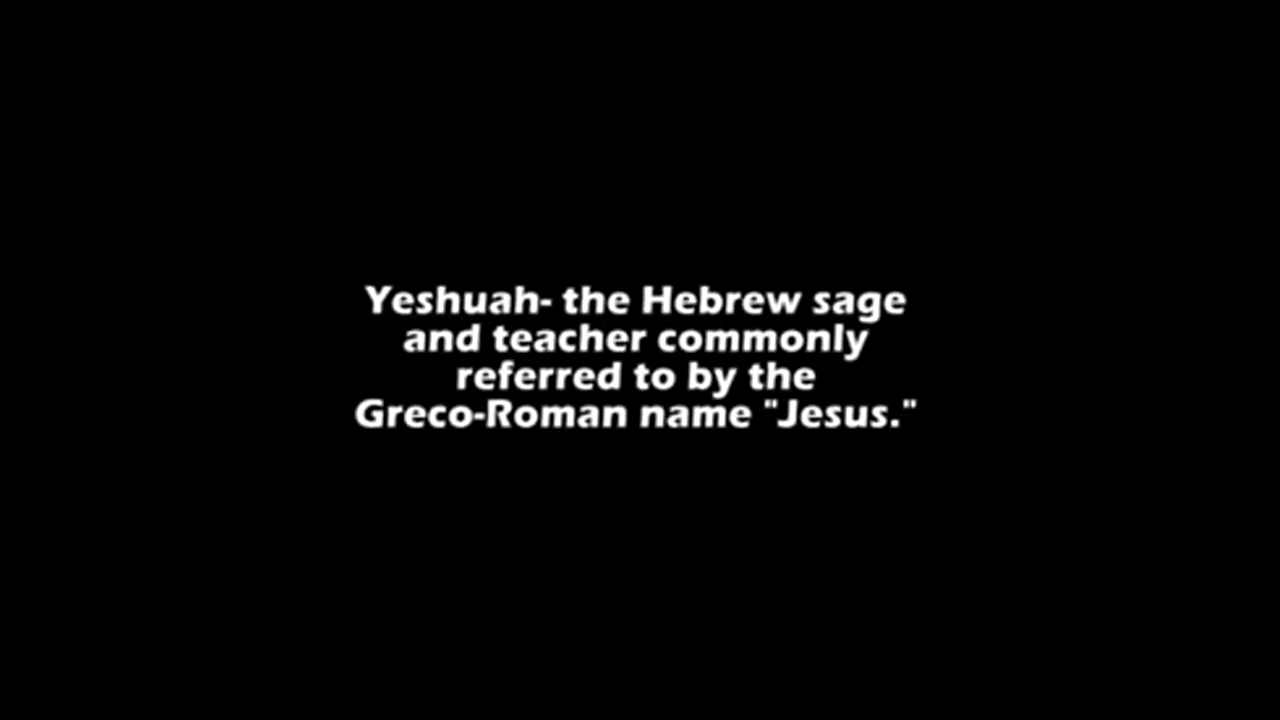 Yeshuah- the Hebrew sage
and teacher commonly
referred to by the
Greco-Roman name "Jesus."